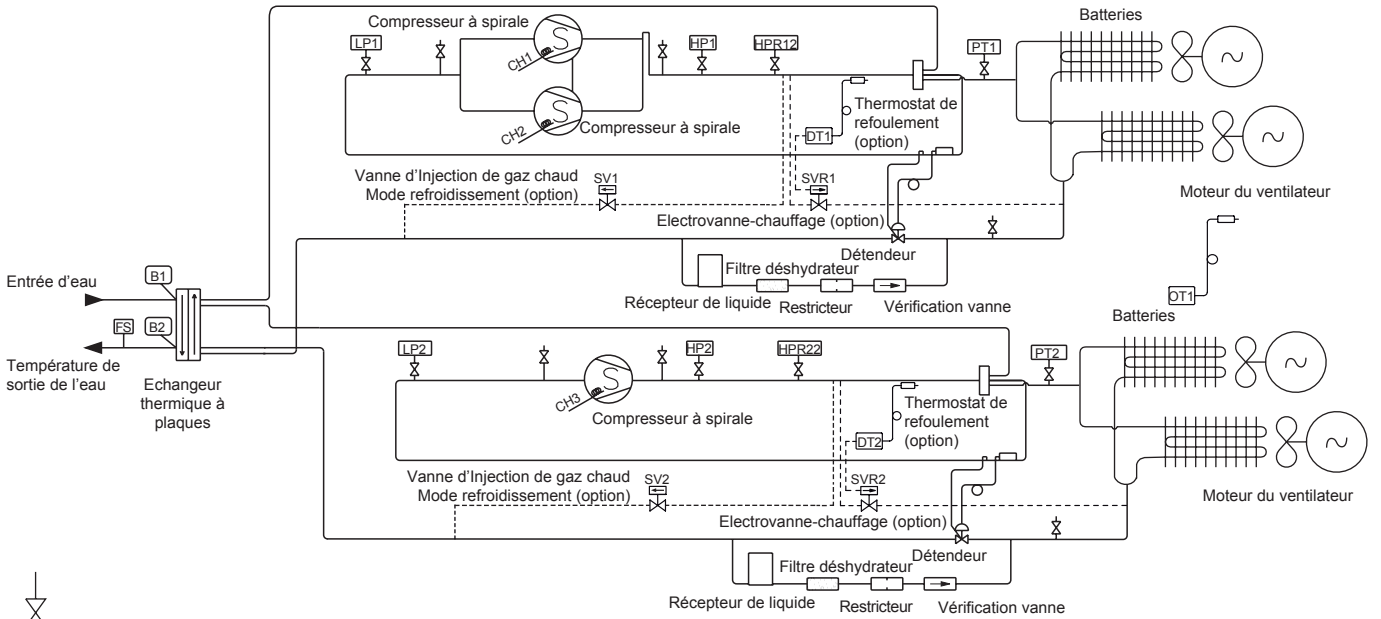 Compresseur à spirale
Batteries
LP1
HP1
HPR12
PT1
CH1
CH2
Compresseur à spirale
DT1
Thermostat de
refoulement
(option)
Vanne d'Injection de gaz chaud
Mode refroidissement (option)
SV1
SVR1
Moteur du ventilateur
Electrovanne-chauffage (option)
Détendeur
Entrée d'eau
B1
Filtre déshydrateur
Récepteur de liquide
Restricteur
Vérification vanne
OT1
FS
B2
Batteries
Température de
sortie de l'eau
Echangeur
thermique à
plaques
LP2
HP2
HPR22
PT2
CH3
Compresseur à spirale
DT2
Thermostat de
refoulement
(option)
Vanne d'Injection de gaz chaud
Mode refroidissement (option)
SV2
SVR2
Moteur du ventilateur
Electrovanne-chauffage (option)
Détendeur
Filtre déshydrateur
Récepteur de liquide
Restricteur
Vérification vanne